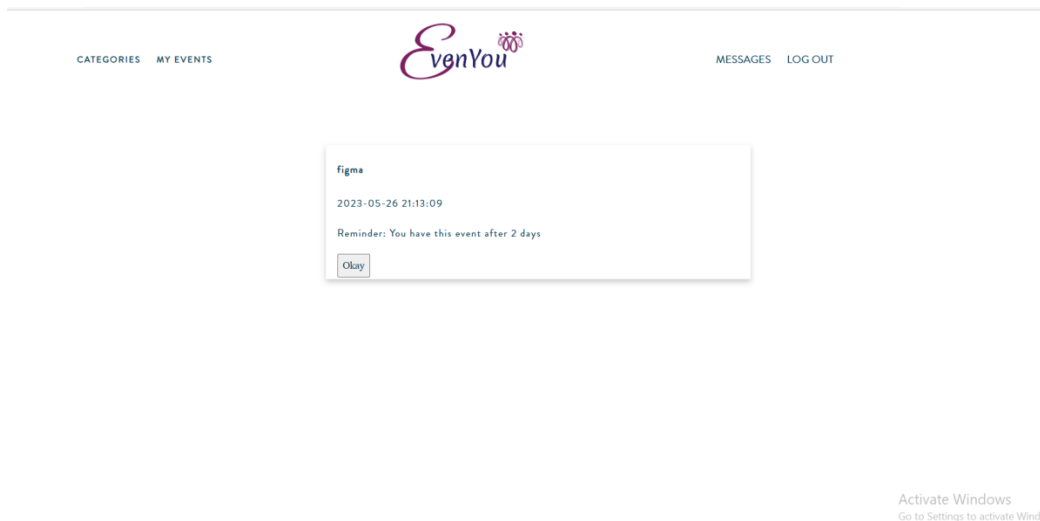 CATEGORIES MY EVENTS
EvenYou
MESSAGES LOG OUT
figma
2023-05-26 21:13:09
Reminder: You have this event after 2 days
Okay
Activate Windows
Go to Settings to activate Wind